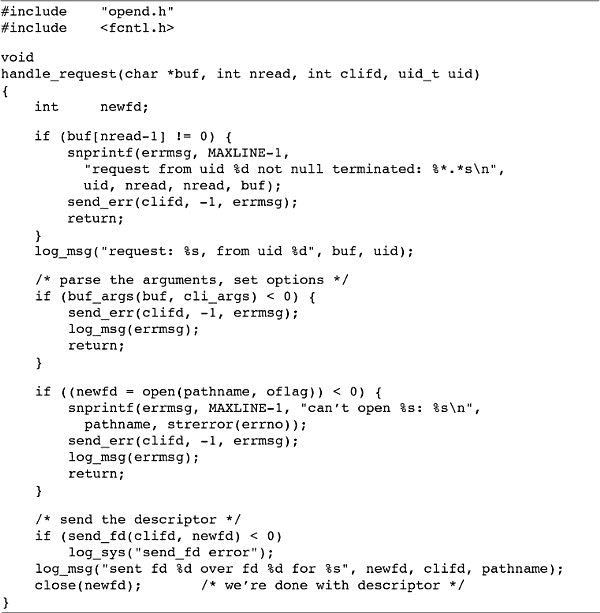 #include    "opend.h"
#include    <fcntl.h>

void
handle_request(char *buf, int nread, int clifd, uid_t uid)
{
    int     newfd;

    if (buf[nread-1] != 0) {
        snprintf(errmsg, MAXLINE-1,
          "request from uid %d not null terminated: %*.*s\n",
          uid, nread, nread, buf);
        send_err(clifd, -1, errmsg);
        return;
    }
    log_msg("request: %s, from uid %d", buf, uid);

    /* parse the arguments, set options */
    if (buf_args(buf, cli_args) < 0) {
        send_err(clifd, -1, errmsg);
        log_msg(errmsg);
        return;
    }

    if ((newfd = open(pathname, oflag)) < 0) {
        snprintf(errmsg, MAXLINE-1, "can't open %s: %s\n",
          pathname, strerror(errno));
        send_err(clifd, -1, errmsg);
        log_msg(errmsg);
        return;
    }

    /* send the descriptor */
    if (send_fd(clifd, newfd) < 0)
        log_sys("send_fd error");
    log_msg("sent fd %d over fd %d for %s", newfd, clifd, pathname);
    close(newfd);       /* we're done with descriptor */
}